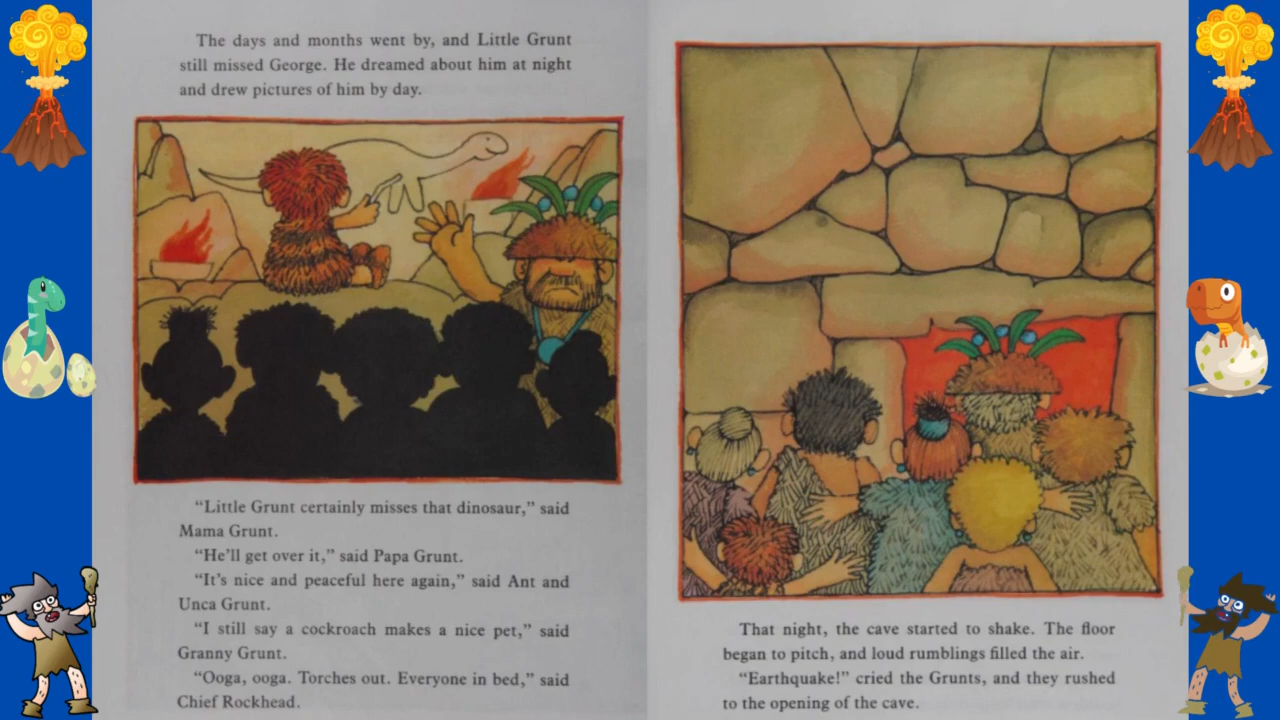 The days and months went by, and Little Grunt
still missed George. He dreamed about him at night
and drew pictures of him by day.
“Little Grunt certainly misses that dinosaur,” said
Mama Grunt.
“He’ll get over it,” said Papa Grunt.
“It’s nice and peaceful here again,” said Ant and
Unca Grunt.
“I still say a cockroach makes a nice pet,” said
Granny Grunt.
“Ooga, ooga. Torches out. Everyone in bed,” said
Chief Rockhead.
That night, the cave started to shake. The floor
began to pitch, and loud rumblings filled the air.
“Earthquake!” cried the Grunts, and they rushed
to the opening of the cave.